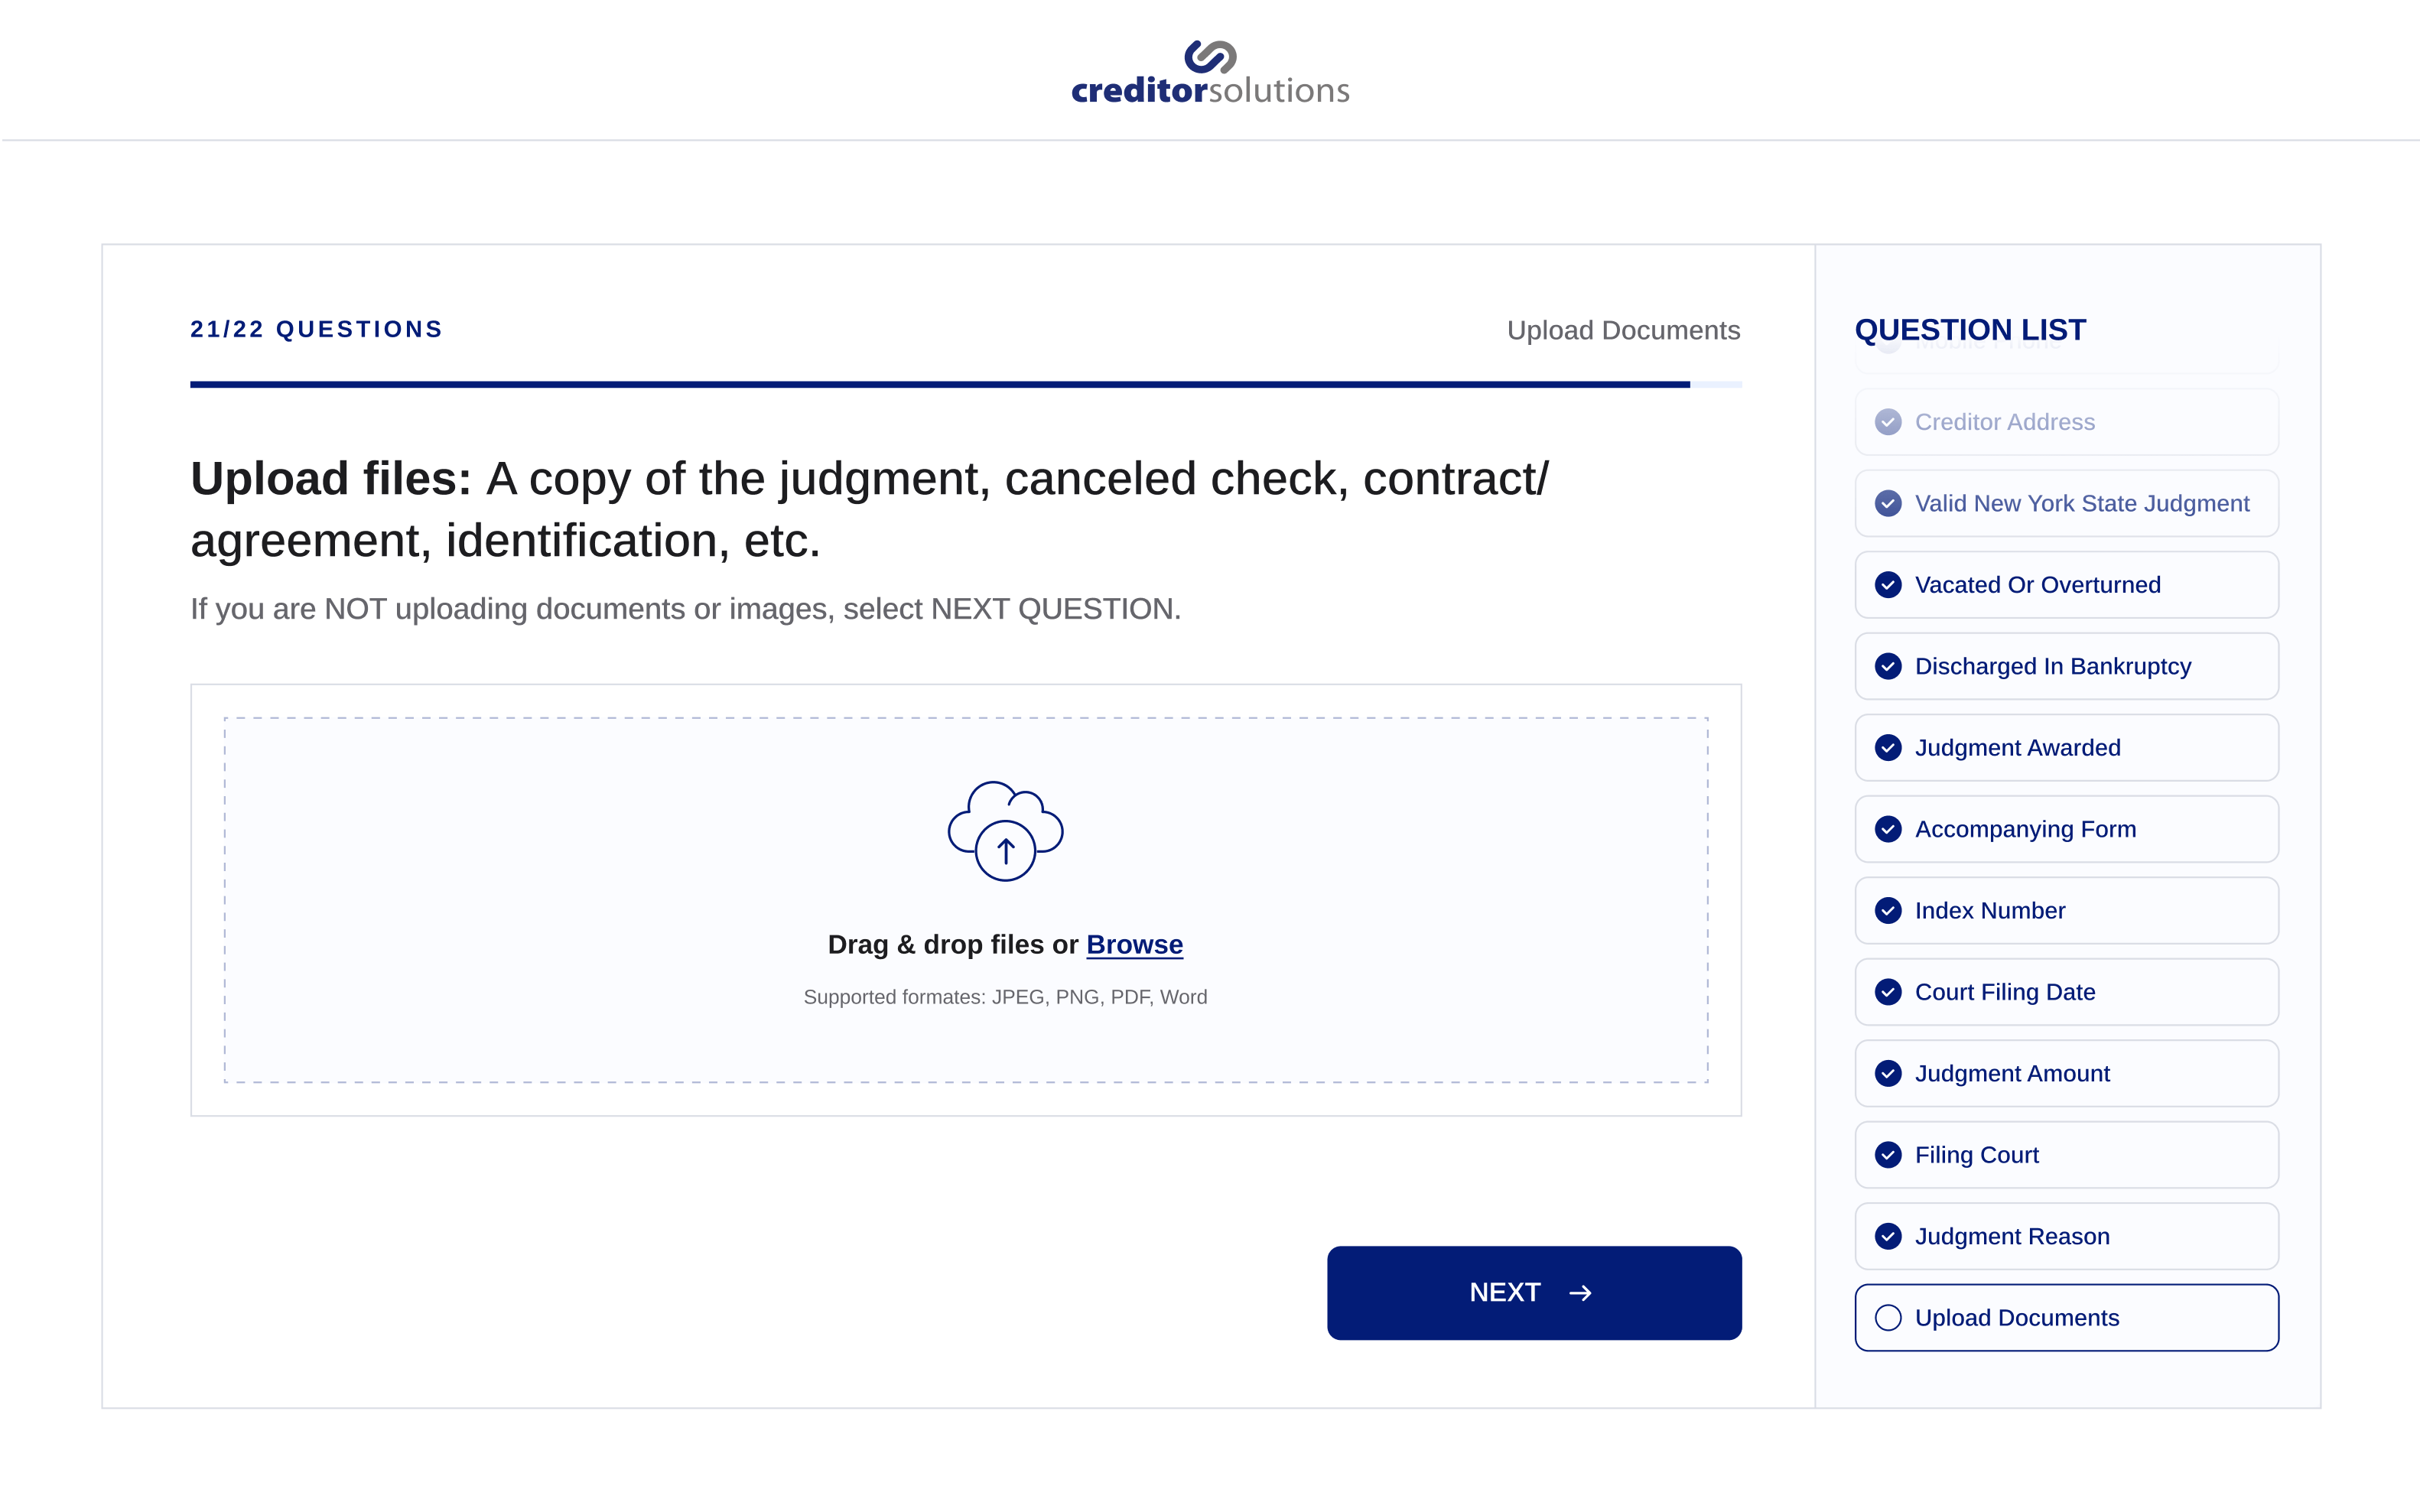 creditorsolutions
21/22 QUESTIONS
Upload Documents
Upload files: A copy of the judgment, canceled check, contract/
agreement, identification, etc.
If you are NOT uploading documents or images, select NEXT QUESTION.
Drag & drop files or Browse
Supported formates: JPEG, PNG, PDF, Word
NEXT
QUESTION LIST
Creditor Address
Valid New York State Judgment
Vacated Or Overturned
Discharged In Bankruptcy
Judgment Awarded
Accompanying Form
Index Number
Court Filing Date
Judgment Amount
Filing Court
Judgment Reason
Upload Documents